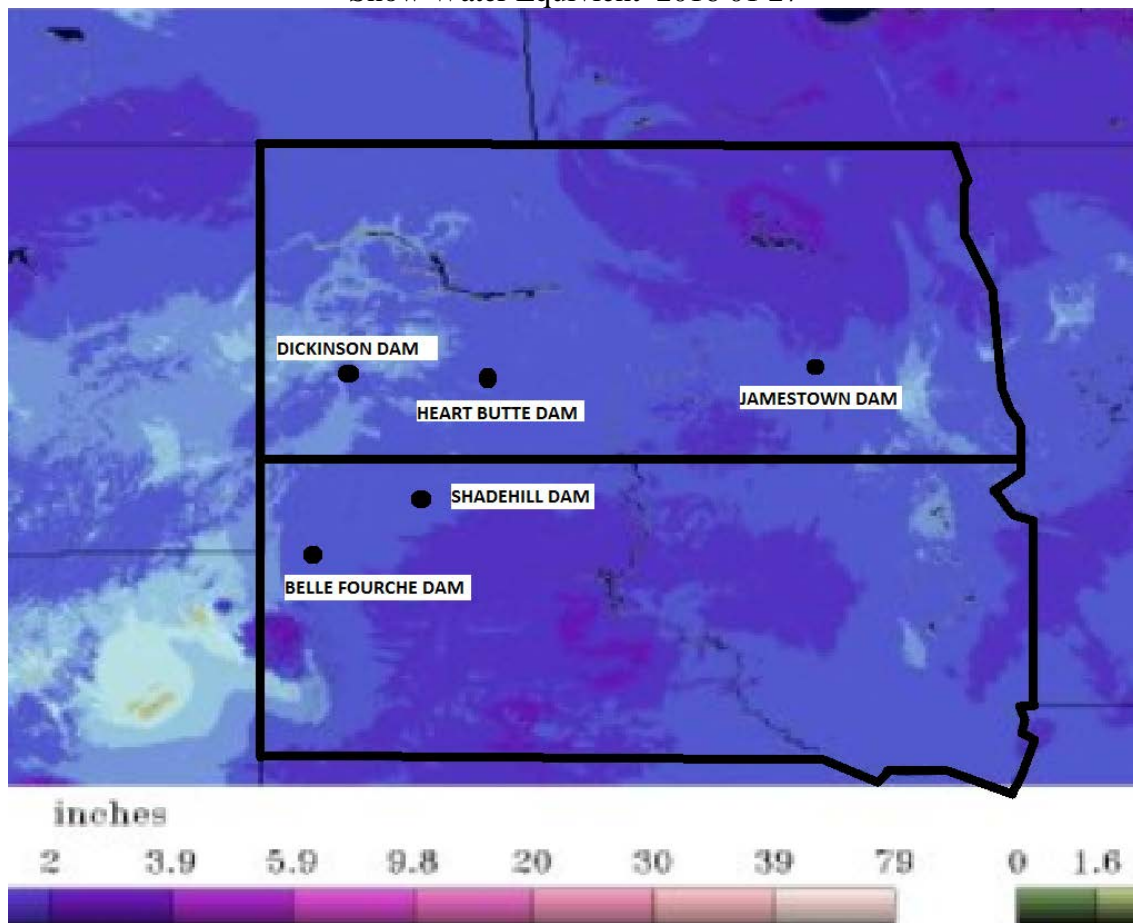 DICKINSON DAM
HEART BUTTE DAM
JAMESTOWN DAM
SHADEHILL DAM
BELLE FOURCHE DAM
inches
2 3.9 5.9 9.8 20 30 39 79 0 1.6